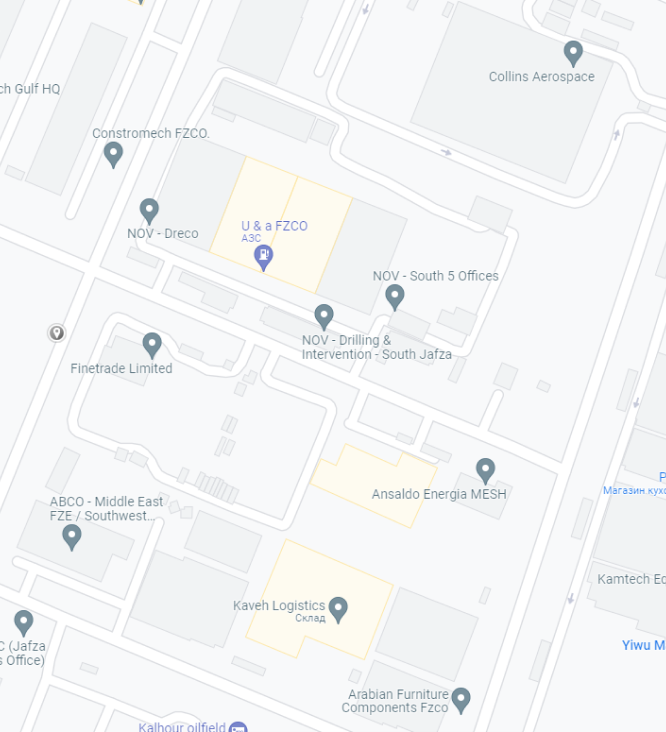 Collins Aerospace
ch Gulf HQ
Constromech FZCO.
NOV - Dreco
U & a FZCO
АЗС
NOV - South 5 Offices
NOV - Drilling &
Intervention - South Jafza
Finetrade Limited
Ansaldo Energia MESH
P
Магазин кухо
ABCO - Middle East
FZE / Southwest...
Kamtech Ec
Kaveh Logistics
Склад
C (Jafza
s Office)
Yiwu M
Arabian Furniture
Components Fzco
Kalhour oilfield